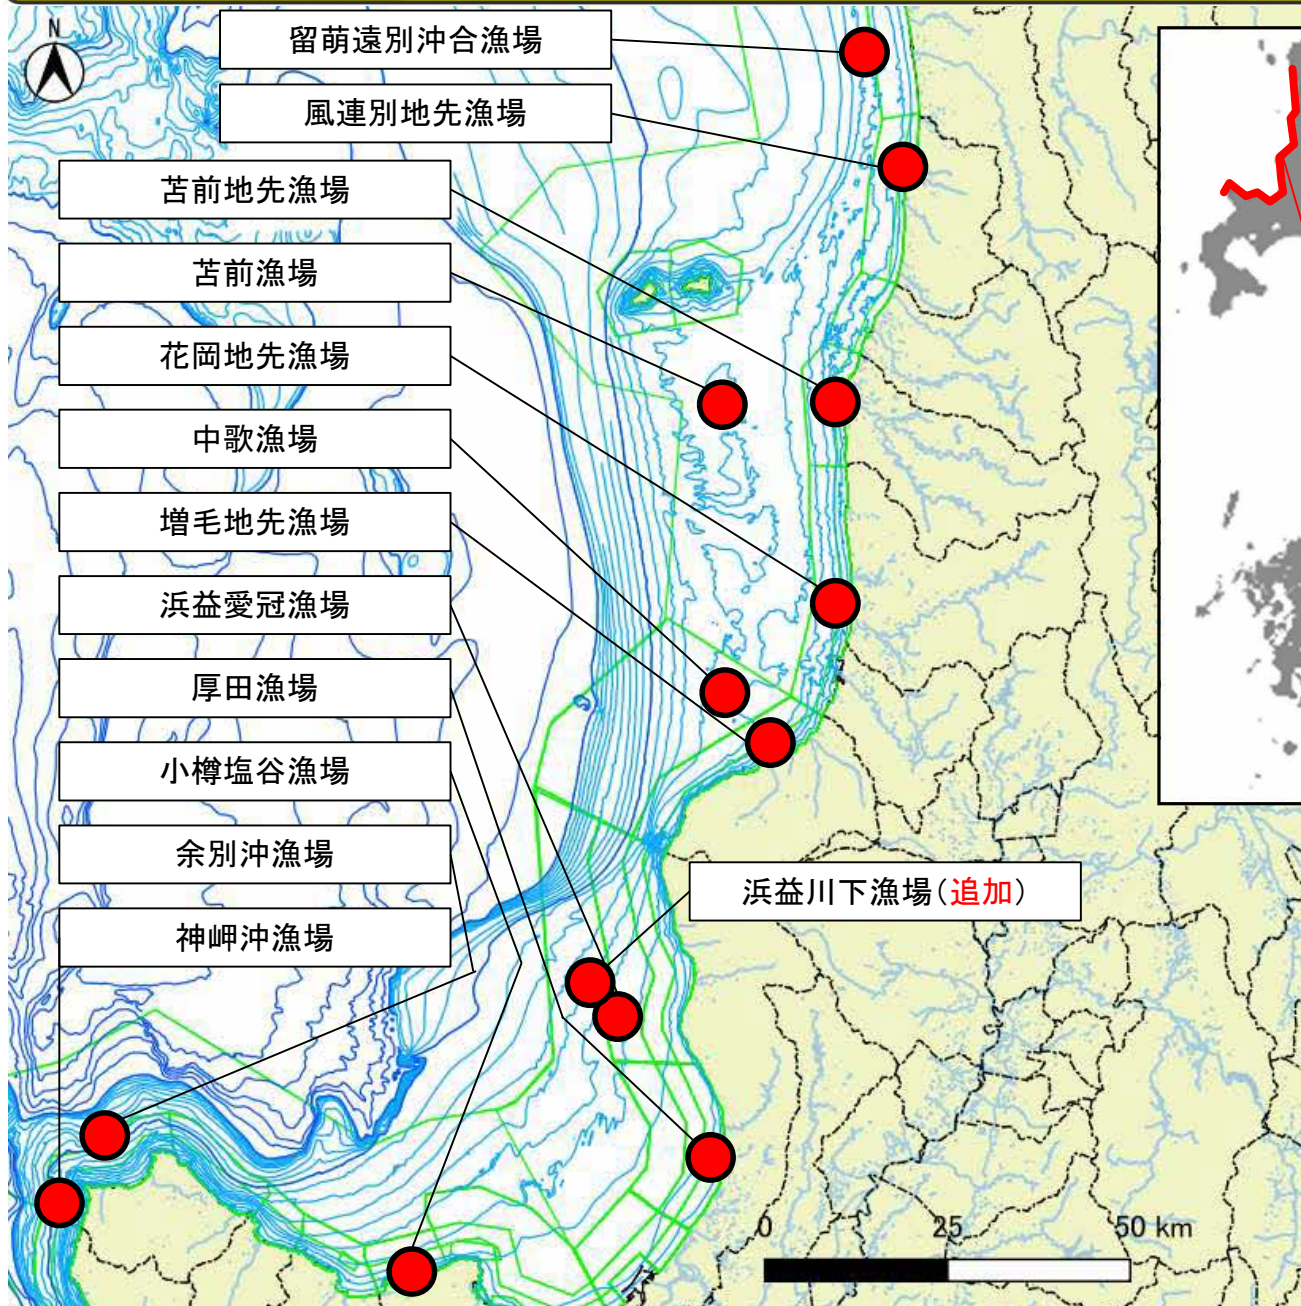 N
留萌遠別沖合漁場
風連別地先漁場
苫前地先漁場
苫前漁場
花岡地先漁場
中歌漁場
増毛地先漁場
浜益愛冠漁場
厚田漁場
小樽塩谷漁場
余別沖漁場
神岬沖漁場
浜益川下漁場(追加)
0 25 50 km